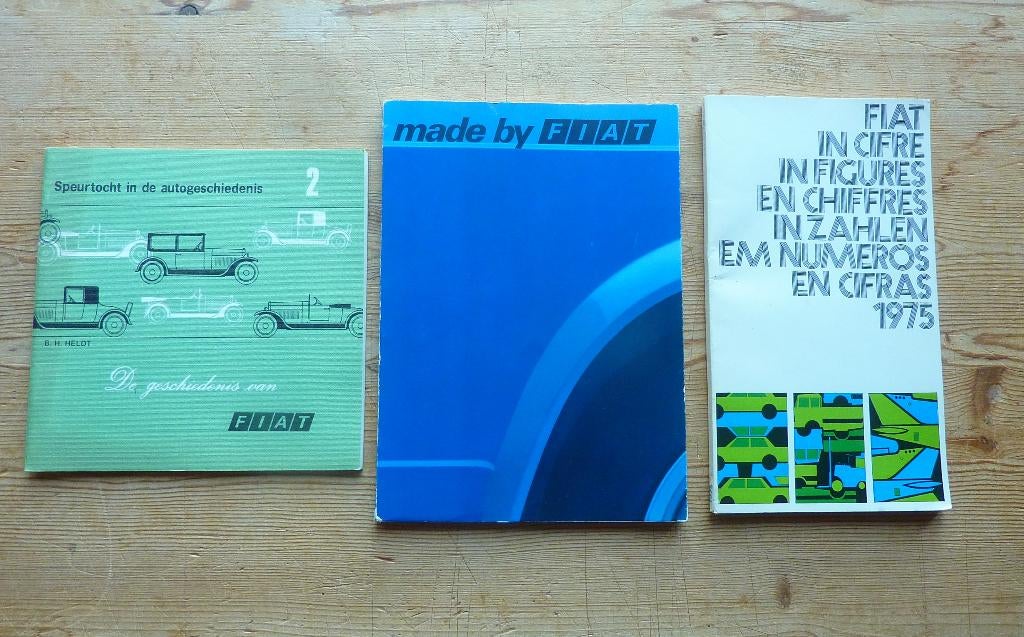 Speurtocht in de autogeschiedenis 2
B. H. HELDT
De geschiedenis van
FIAT
made by FIAT
FIAT
IN CIFRE
IN FIGURES
EN CHIFFRES
IN ZAHLEN
EM NUMEROS
EN CIFRAS
1975